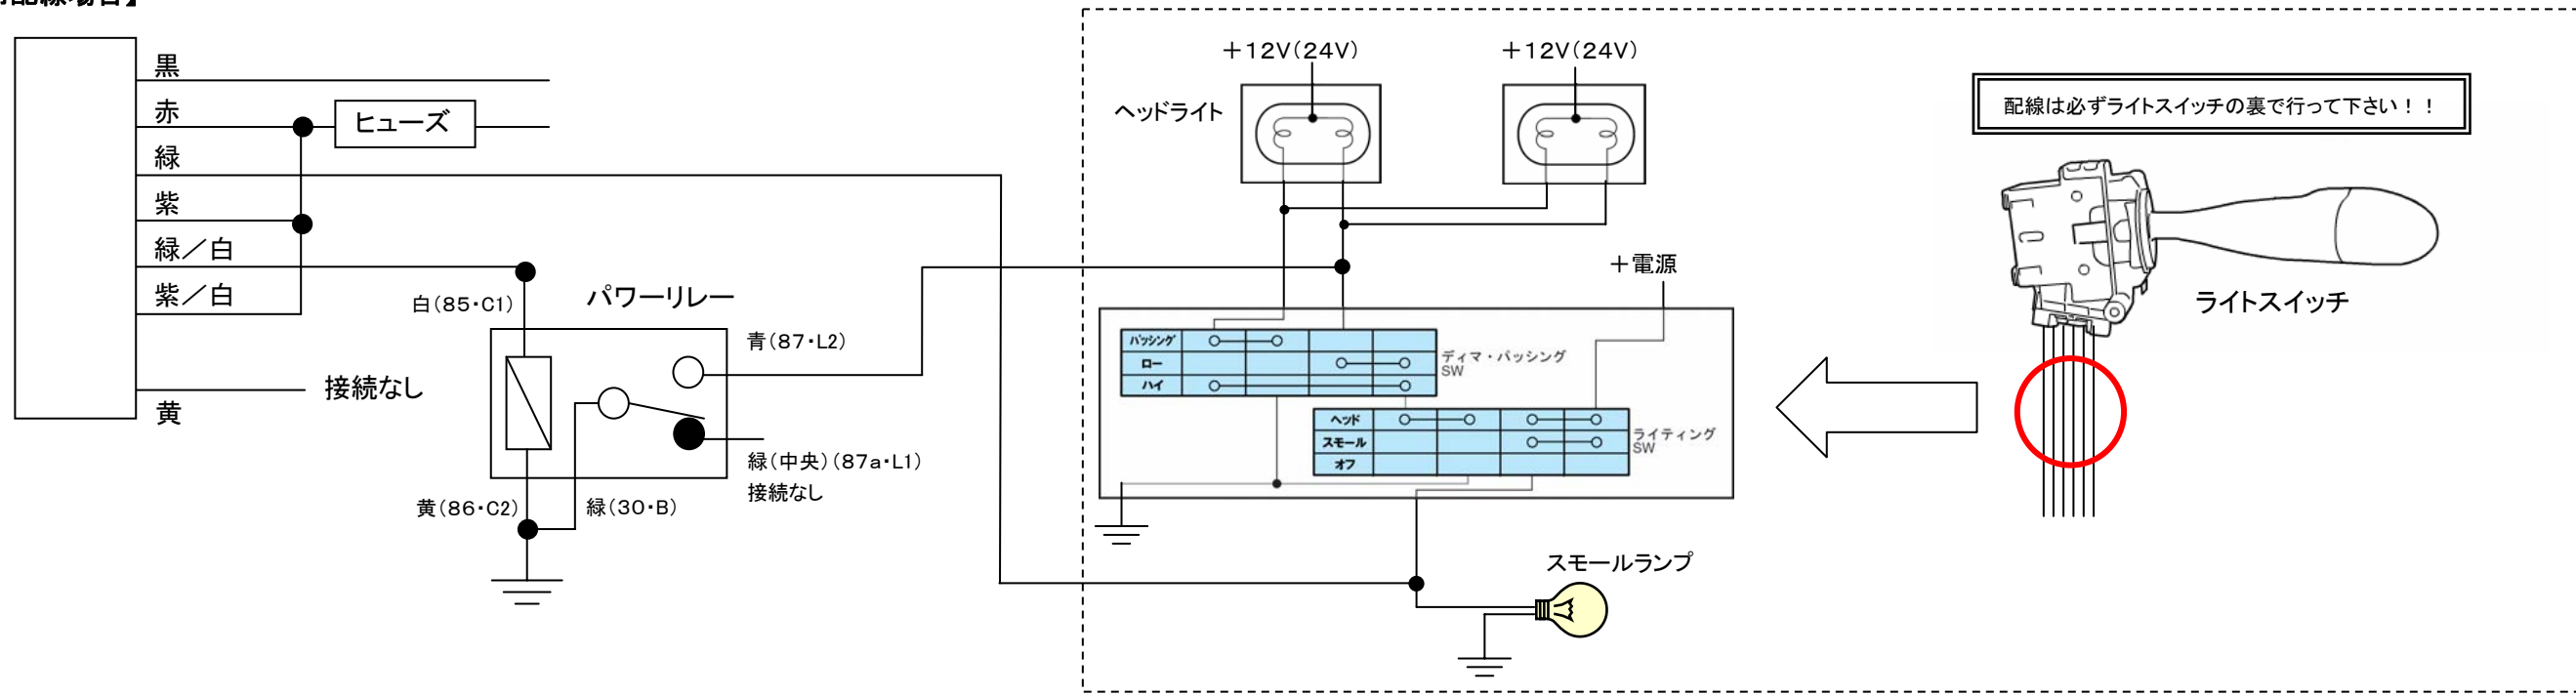 配線場合】
黒
赤
ヒューズ
緑
紫
緑／白
紫／白
黄
接続なし
白(85・C1)
パワーリレー
青(87・L2)
緑(中央)(87a・L1)
接続なし
黄(86・C2)
緑(30・B)
＋12V(24V)
＋12V(24V)
ヘッドライト
＋電源
パッシング
ロー
ハイ
ディマ・パッシング
SW
ヘッド
スモール
オフ
ライティング
SW
スモールランプ
配線は必ずライトスイッチの裏で行って下さい！！
ライトスイッチ